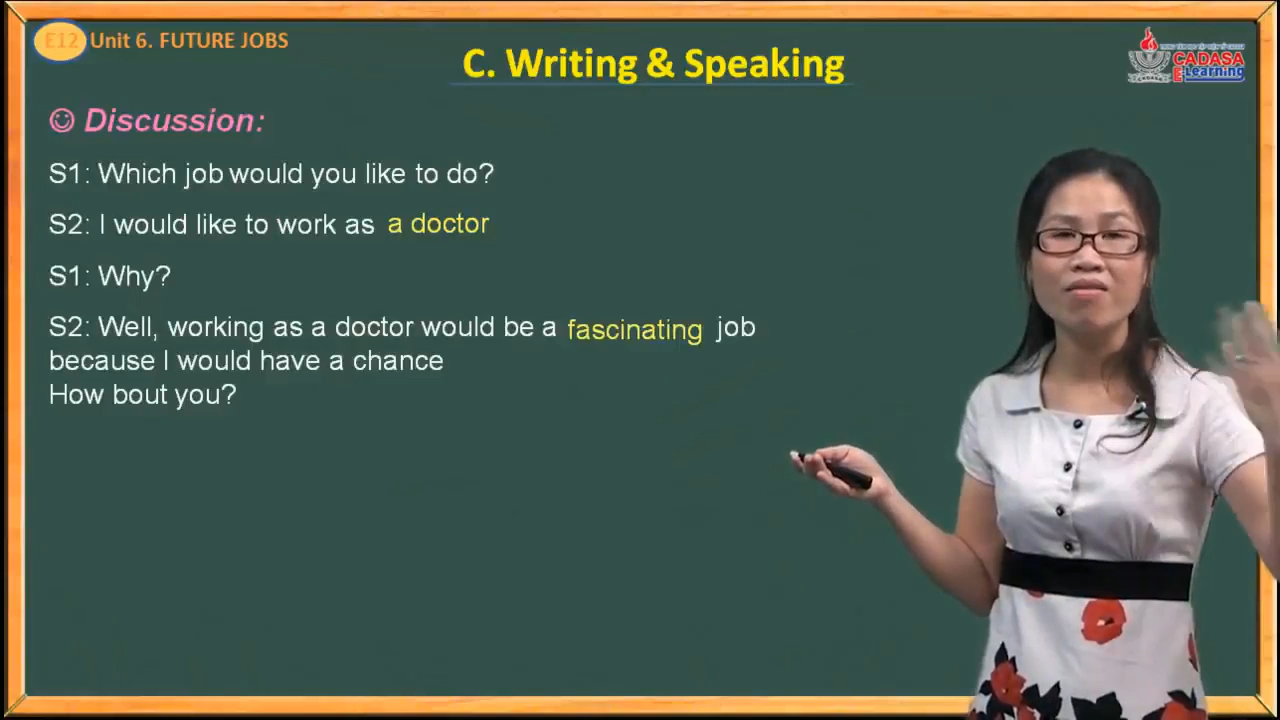 E12 Unit 6. FUTURE JOBS
C. Writing & Speaking
CADASA
E-Learning
Discussion:
S1: Which job would you like to do?
S2: I would like to work as a doctor
S1: Why?
S2: Well, working as a doctor would be a fascinating job
because I would have a chance
How bout you?